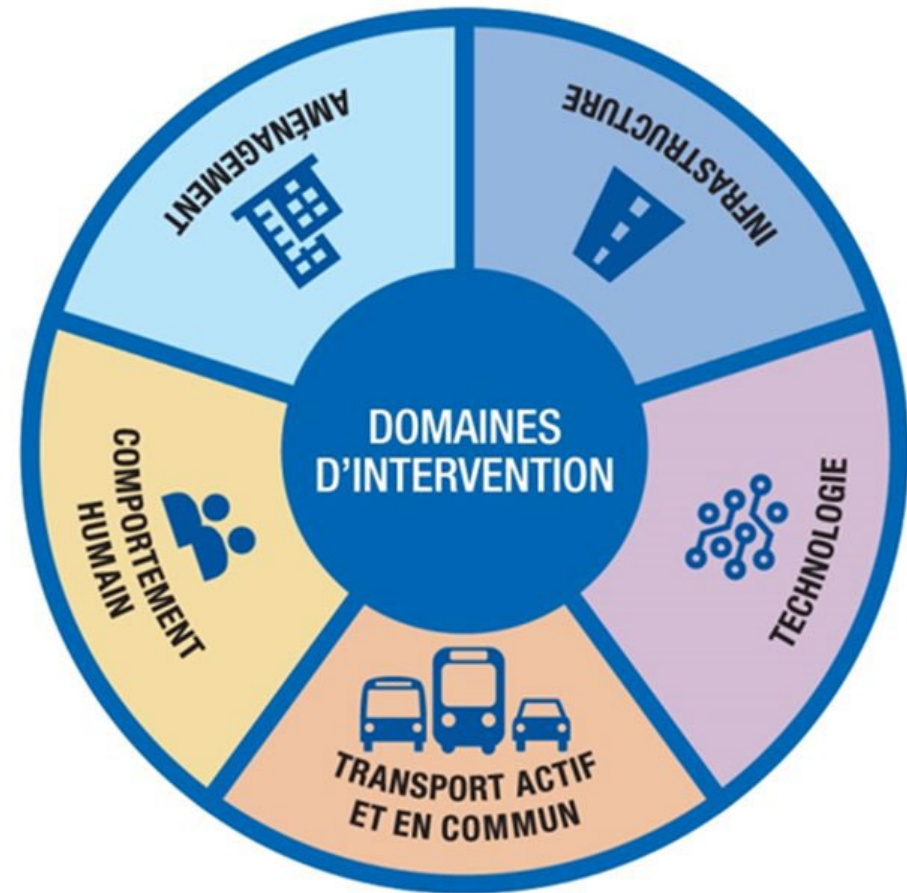 AMÉNAGEMENT
INFRASTRUCTURE
DOMAINES
D'INTERVENTION
COMPORTEMENT
HUMAIN
TECHNOLOGIE
TRANSPORT ACTIF
ET EN COMMUN